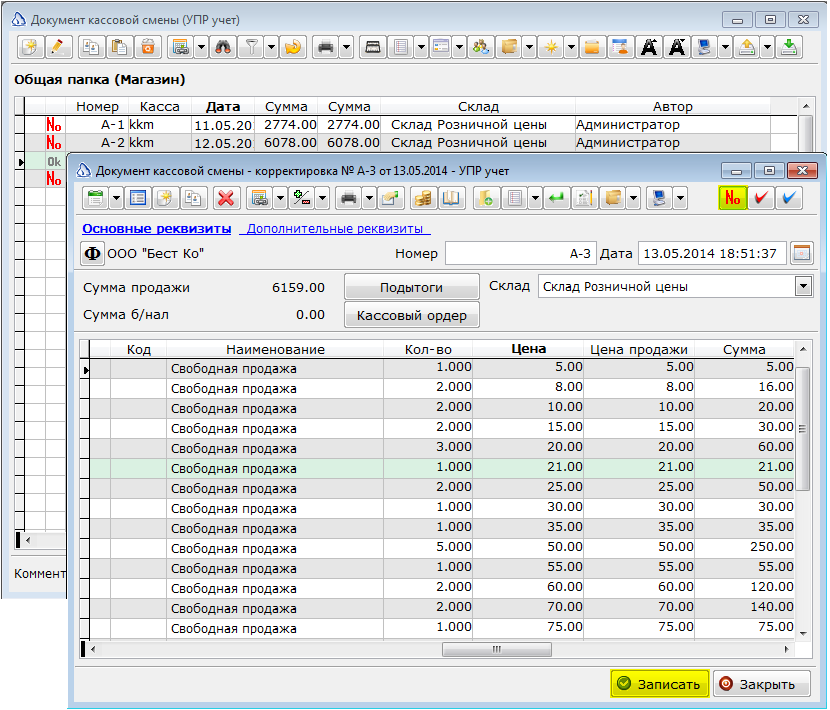 Документ кассовой смены (УПР учет)
Общая папка (Магазин)
Номер Касса Дата Сумма Сумма Склад Автор
No А-1 kkm 11.05.20 2774.00 2774.00 Склад Розничной цены Администратор
No А-2 kkm 12.05.20 6078.00 6078.00 Склад Розничной цены Администратор
Ok
No
Коммент
Документ кассовой смены - корректировка № А-3 от 13.05.2014 - УПР учет
No
Основные реквизиты Дополнительные реквизиты
Ф ООО "Бест Ко" Номер А-3 Дата 13.05.2014 18:51:37
Сумма продажи 6159.00 Подытоги Склад Склад Розничной цены
Сумма б/нал 0.00 Кассовый ордер
Код Наименование Кол-во Цена Цена продажи Сумма
Свободная продажа 1.000 5.00 5.00 5.00
Свободная продажа 2.000 8.00 8.00 16.00
Свободная продажа 2.000 10.00 10.00 20.00
Свободная продажа 2.000 15.00 15.00 30.00
Свободная продажа 3.000 20.00 20.00 60.00
Свободная продажа 1.000 21.00 21.00 21.00
Свободная продажа 2.000 25.00 25.00 50.00
Свободная продажа 1.000 30.00 30.00 30.00
Свободная продажа 1.000 35.00 35.00 35.00
Свободная продажа 5.000 50.00 50.00 250.00
Свободная продажа 1.000 55.00 55.00 55.00
Свободная продажа 2.000 60.00 60.00 120.00
Свободная продажа 2.000 70.00 70.00 140.00
Свободная продажа 1.000 75.00 75.00 75.00
Записать Закрыть